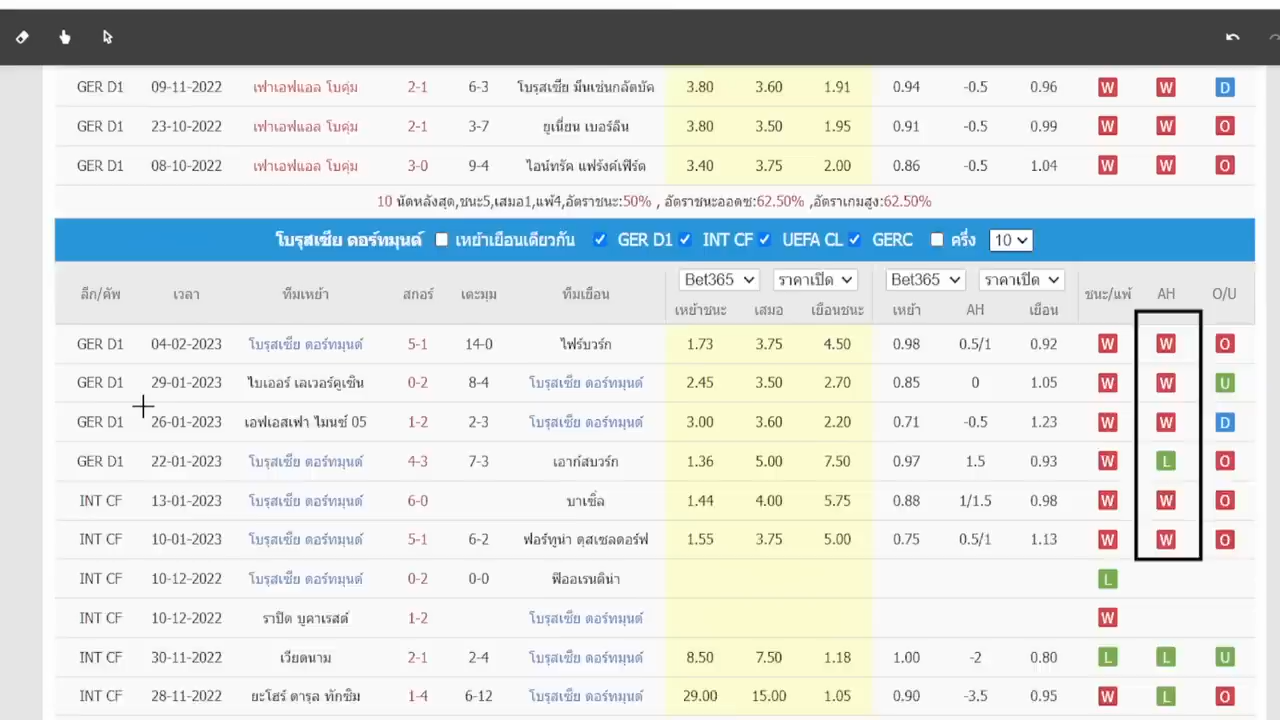 GER D1 09-11-2022 เฟาเอฟแอล โบคุ่ม 2-1 6-3 โบรุสเซีย มึนเช่นกลัดบัค 3.80 3.60 1.91 0.94 -0.5 0.96 W W D
GER D1 23-10-2022 เฟาเอฟแอล โบคุ่ม 2-1 3-7 ยูเนี่ยน เบอร์ลิน 3.80 3.50 1.95 0.91 -0.5 0.99 W W O
GER D1 08-10-2022 เฟาเอฟแอล โบคุ่ม 3-0 9-4 ไอน์ทรัค แฟรังค์เฟิร์ต 3.40 3.75 2.00 0.86 -0.5 1.04 W W O
10 นัดหลังสุด,ชนะ5,เสมอ1,แพ้4,อัตราชนะ:50% , อัตราชนะออดซ:62.50% ,อัตราเกมสูง:62.50%
โบรุสเซีย ดอร์ทมุนด์ เหย้าเยือนเดียวกัน GER D1 INT CF UEFA CL GERC ครึ่ง 10
ลีก/คัพ เวลา ทีมเหย้า สกอร์ เตะมุม ทีมเยือน Bet365 ราคาเปิด Bet365 ราคาเปิด ชนะ/แพ้ AH O/U
เหย้าชนะ เสมอ เยือนชนะ เหย้า AH เยือน
GER D1 04-02-2023 โบรุสเซีย ดอร์ทมุนด์ 5-1 14-0 ไฟร์บวร์ก 1.73 3.75 4.50 0.98 0.5/1 0.92 W W O
GER D1 29-01-2023 ไบเออร์ เลเวอร์คูเซิน 0-2 8-4 โบรุสเซีย ดอร์ทมุนด์ 2.45 3.50 2.70 0.85 0 1.05 W W U
GER D1 26-01-2023 เอฟเอสเฟา ไมนซ์ 05 1-2 2-3 โบรุสเซีย ดอร์ทมุนด์ 3.00 3.60 2.20 0.71 -0.5 1.23 W W D
GER D1 22-01-2023 โบรุสเซีย ดอร์ทมุนด์ 4-3 7-3 เอาก์สบวร์ก 1.36 5.00 7.50 0.97 1.5 0.93 W L O
INT CF 13-01-2023 โบรุสเซีย ดอร์ทมุนด์ 6-0 บาเซิ่ล 1.44 4.00 5.75 0.88 1/1.5 0.98 W W O
INT CF 10-01-2023 โบรุสเซีย ดอร์ทมุนด์ 5-1 6-2 ฟอร์ทูน่า ดุสเซลดอร์ฟ 1.55 3.75 5.00 0.75 0.5/1 1.13 W W O
INT CF 10-12-2022 โบรุสเซีย ดอร์ทมุนด์ 0-2 0-0 ฟิออเรนติน่า L
INT CF 10-12-2022 ราปิด บูคาเรสต์ 1-2 โบรุสเซีย ดอร์ทมุนด์ W
INT CF 30-11-2022 เวียดนาม 2-1 2-4 โบรุสเซีย ดอร์ทมุนด์ 8.50 7.50 1.18 1.00 -2 0.80 L L U
INT CF 28-11-2022 ยะโฮร์ ดารุล ทักซิม 1-4 6-12 โบรุสเซีย ดอร์ทมุนด์ 29.00 15.00 1.05 0.90 -3.5 0.95 W L O